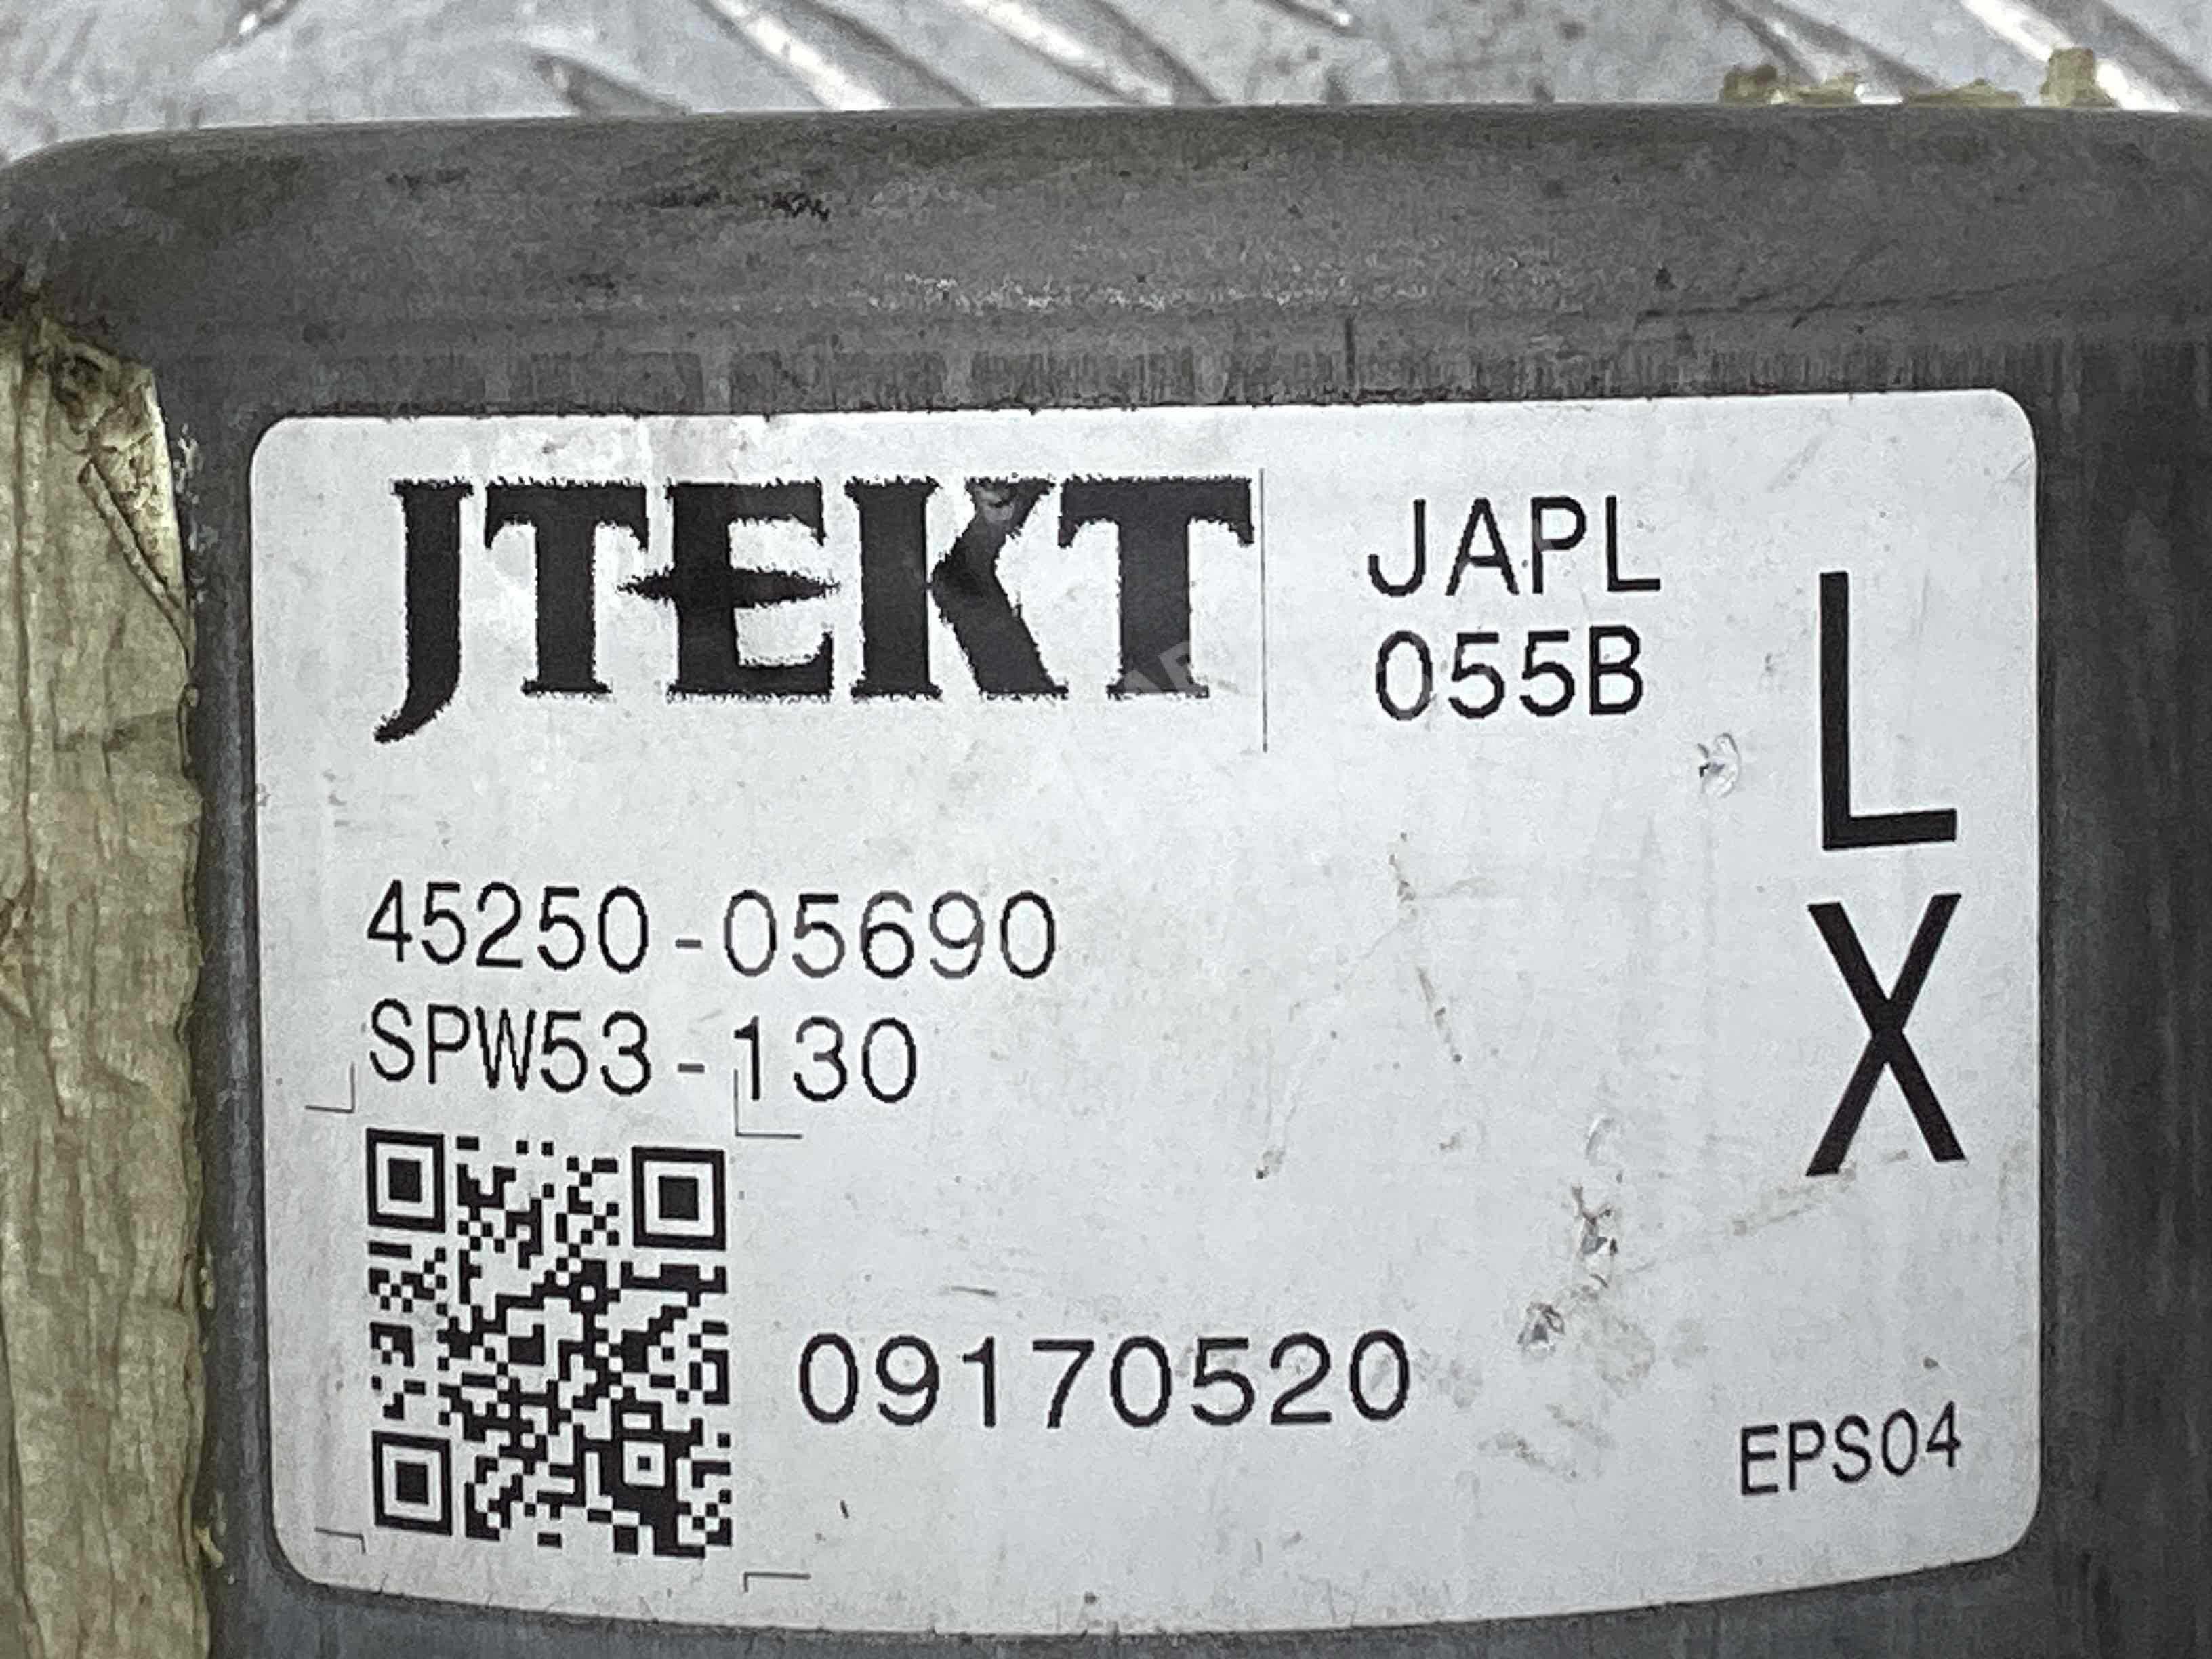 JTEKT
JAPL
055B
L
X
45250-05690
SPW53-130
09170520
EPS04